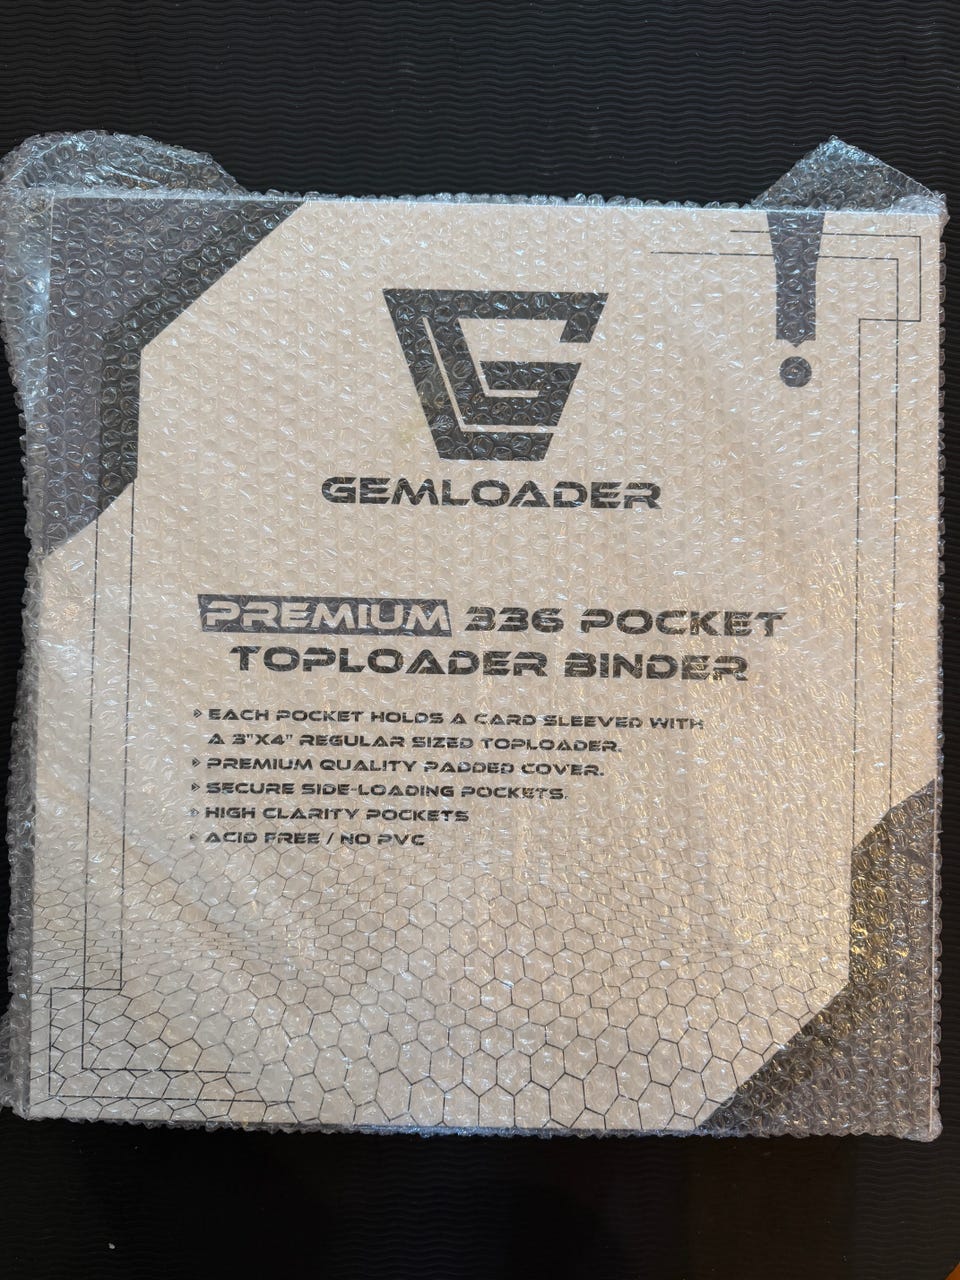 GEMLOADER
PREMIUM 336 POCKET
TOPLOADER BINDER
EACH POCKET HOLDS A CARD SLEEVED WITH
A 3"X4" REGULAR SIZED TOPLOADER.
PREMIUM QUALITY PADDED COVER.
SECURE SIDE-LOADING POCKETS.
HIGH CLARITY POCKETS
ACID FREE / NO PVC